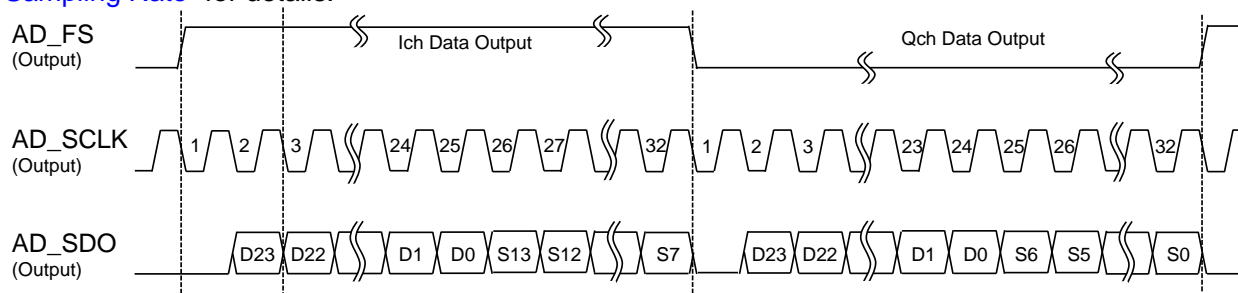 Sampling Rate" for details.
AD_FS
(Output)
Ich Data Output
Qch Data Output
AD_SCLK
(Output)
1 2 3 24 25 26 27 32 1 2 3 23 24 25 26 32
AD_SDO
(Output)
D23 D22 D1 D0 S13 S12 S7 D23 D22 D1 D0 S6 S5 S0